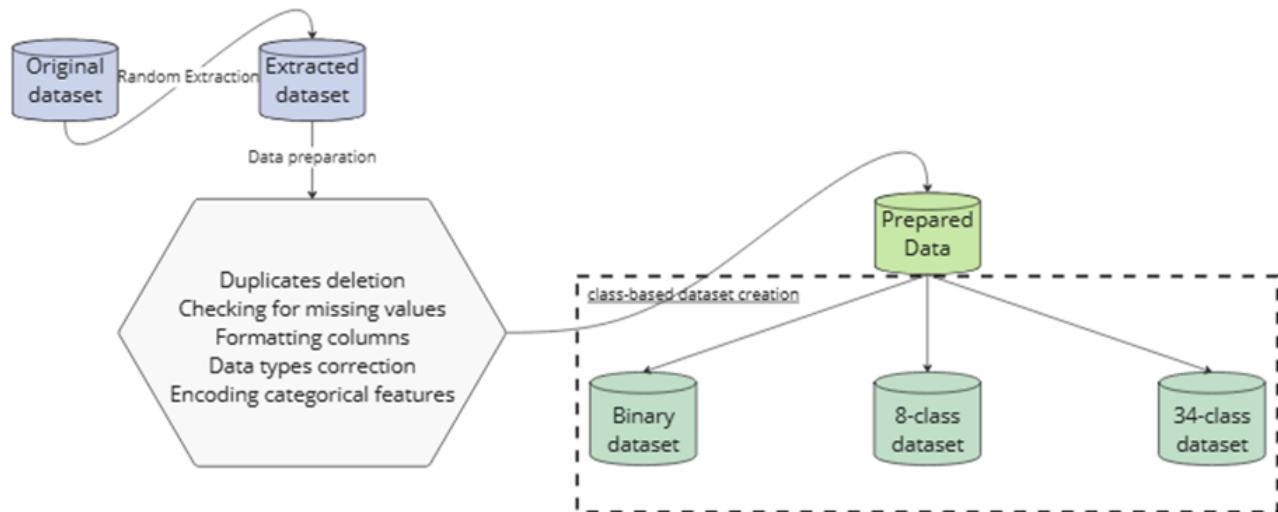 Original
dataset
Random Extraction
Extracted
dataset
Data preparation
Duplicates deletion
Checking for missing values
Formatting columns
Data types correction
Encoding categorical features
Prepared
Data
class-based dataset creation
Binary
dataset
8-class
dataset
34-class
dataset